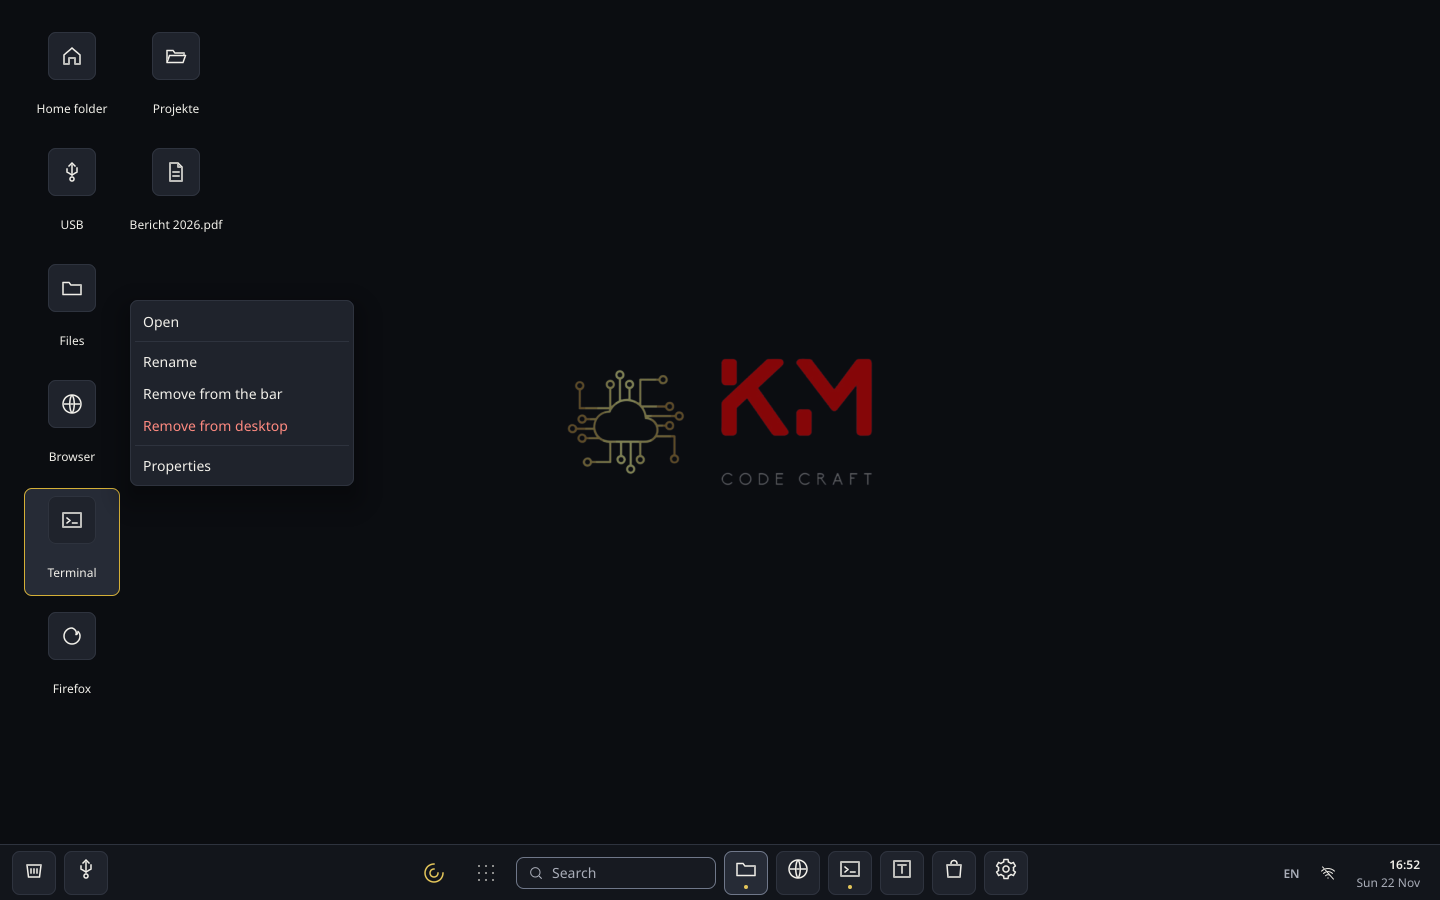 Home folder
Projekte
USB
Bericht 2026.pdf
Files
Browser
Terminal
Firefox
Open
Rename
Remove from the bar
Remove from desktop
Properties
KM
CODE CRAFT
Search
EN
16:52
Sun 22 Nov